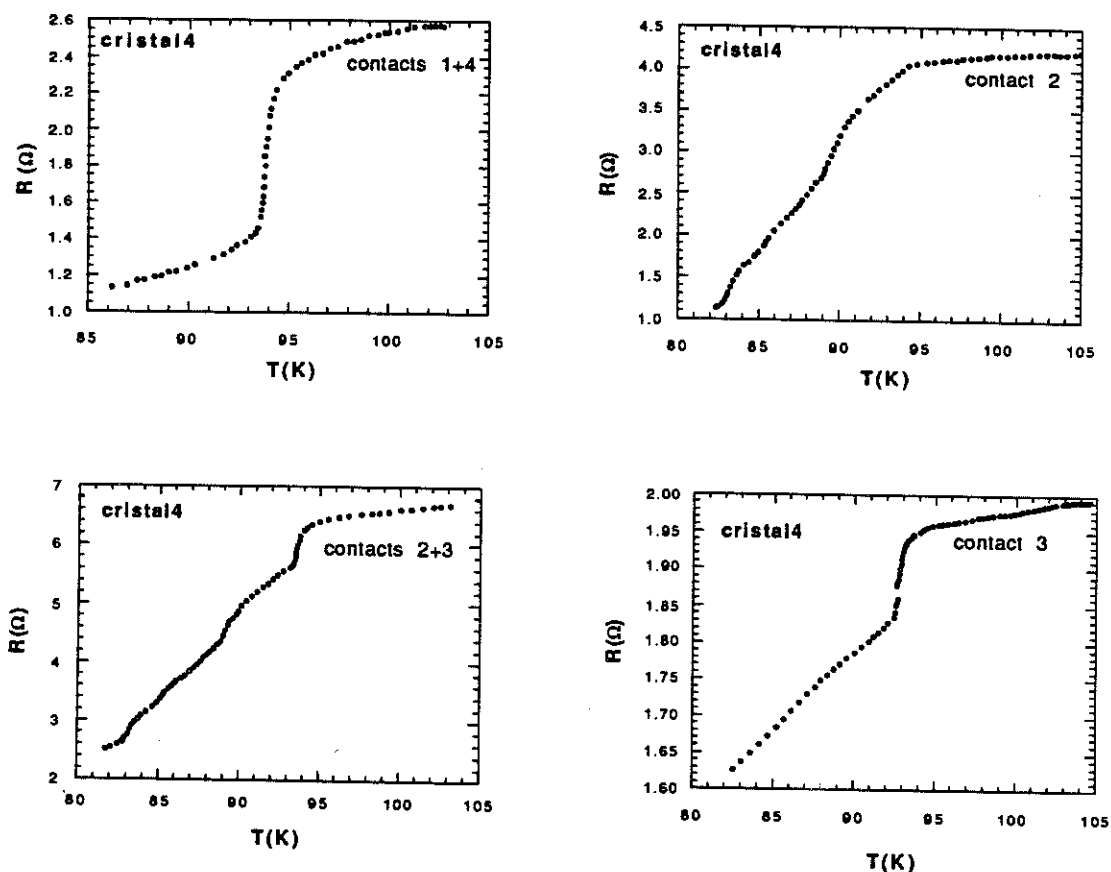 2.6
2.4
2.2
2.0
1.8
1.6
1.4
1.2
1.0
R(Ω)
cristal4
contacts 1+4
85 90 95 100 105
T(K)
4.5
4.0
3.5
3.0
2.5
2.0
1.5
1.0
R(Ω)
cristal4
contact 2
80 85 90 95 100 105
T(K)
7
6
5
4
3
2
R(Ω)
cristal4
contacts 2+3
80 85 90 95 100 105
T(K)
2.00
1.95
1.90
1.85
1.80
1.75
1.70
1.65
1.60
R(Ω)
cristal4
contact 3
80 85 90 95 100 105
T(K)